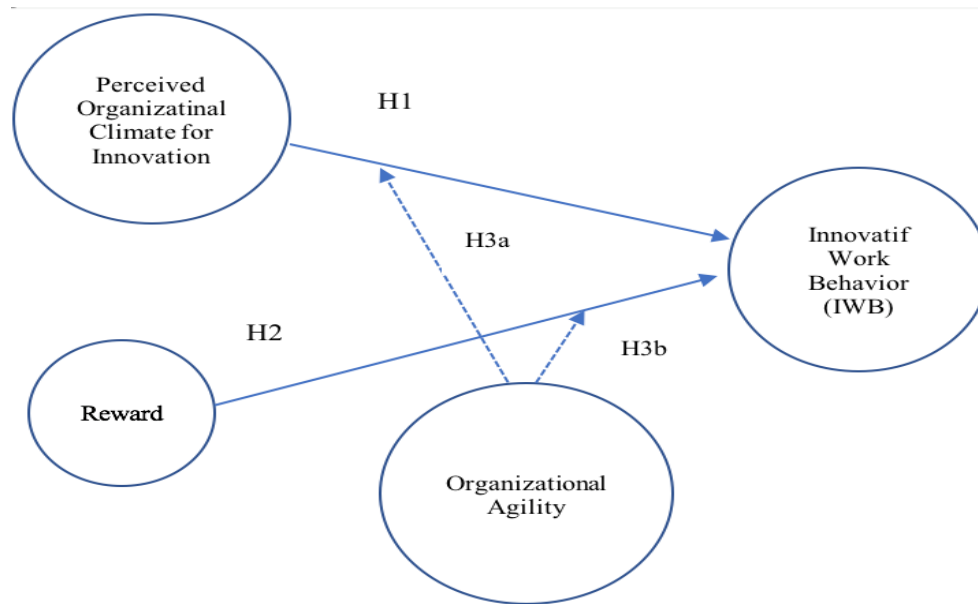 Perceived
Organizatinal
Climate for
Innovation
H1
H3a
Innovatif
Work
Behavior
(IWB)
H2
H3b
Reward
Organizational
Agility